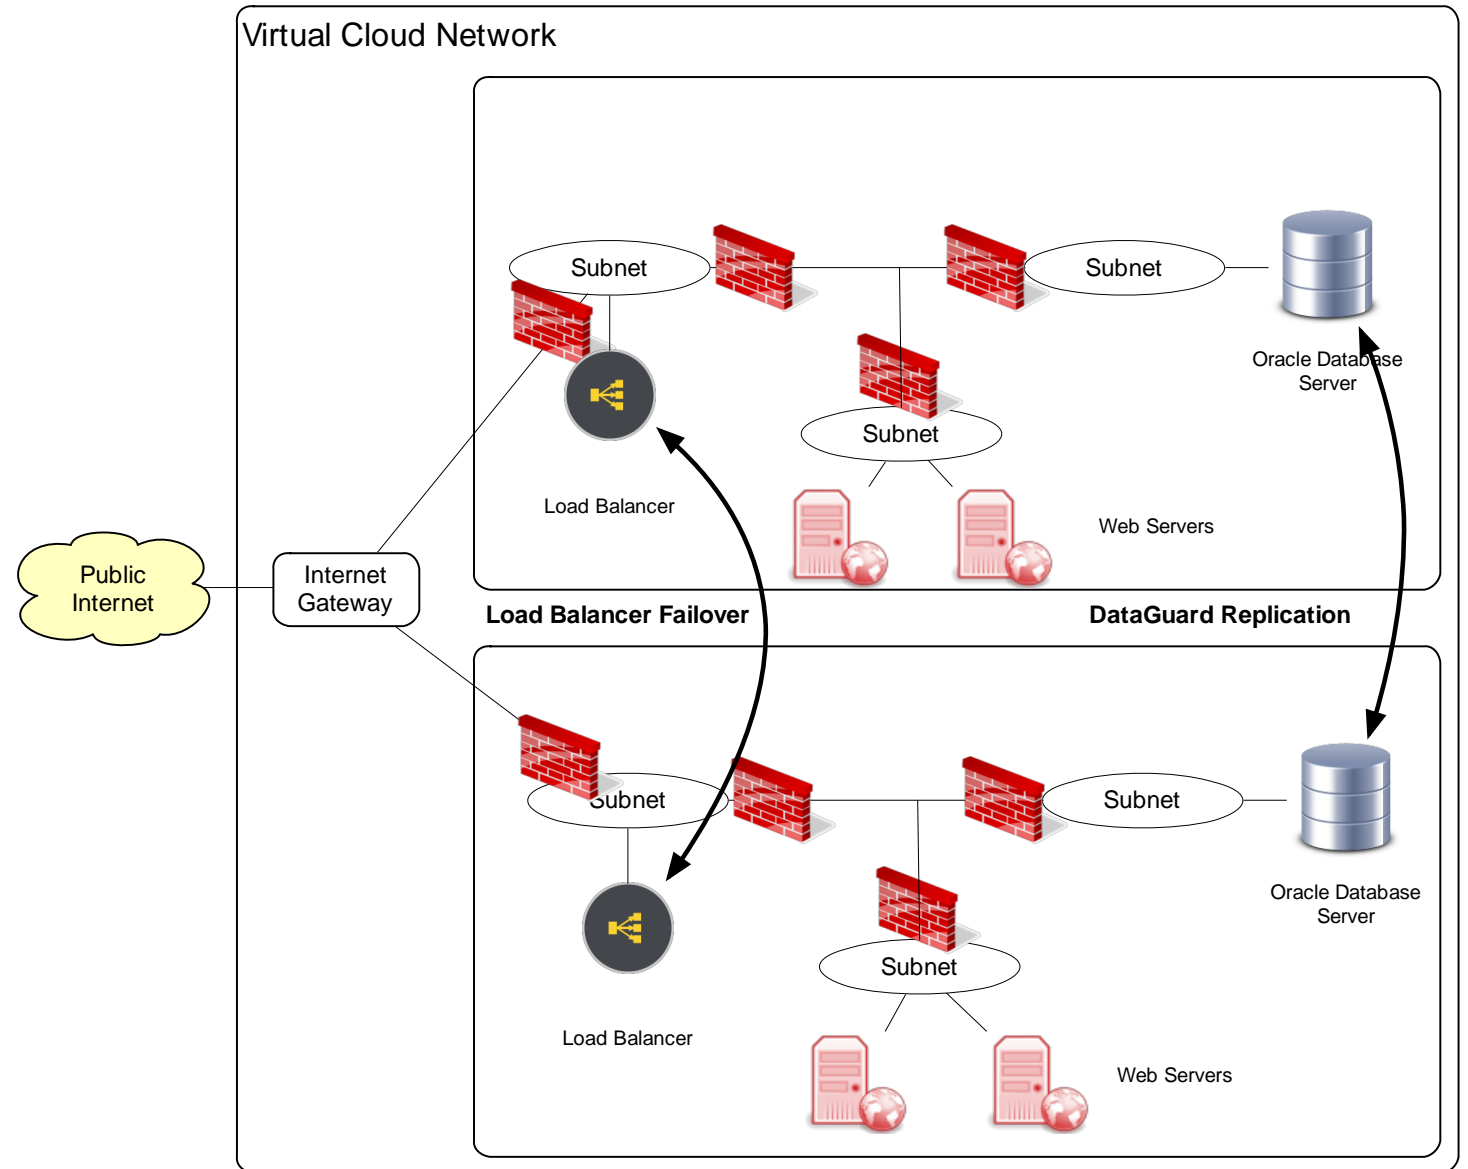 Virtual Cloud Network
Subnet
Subnet
Oracle Database
Server
Subnet
Load Balancer
Web Servers
Public
Internet
Internet
Gateway
Load Balancer Failover
DataGuard Replication
Subnet
Subnet
Oracle Database
Server
Subnet
Load Balancer
Web Servers